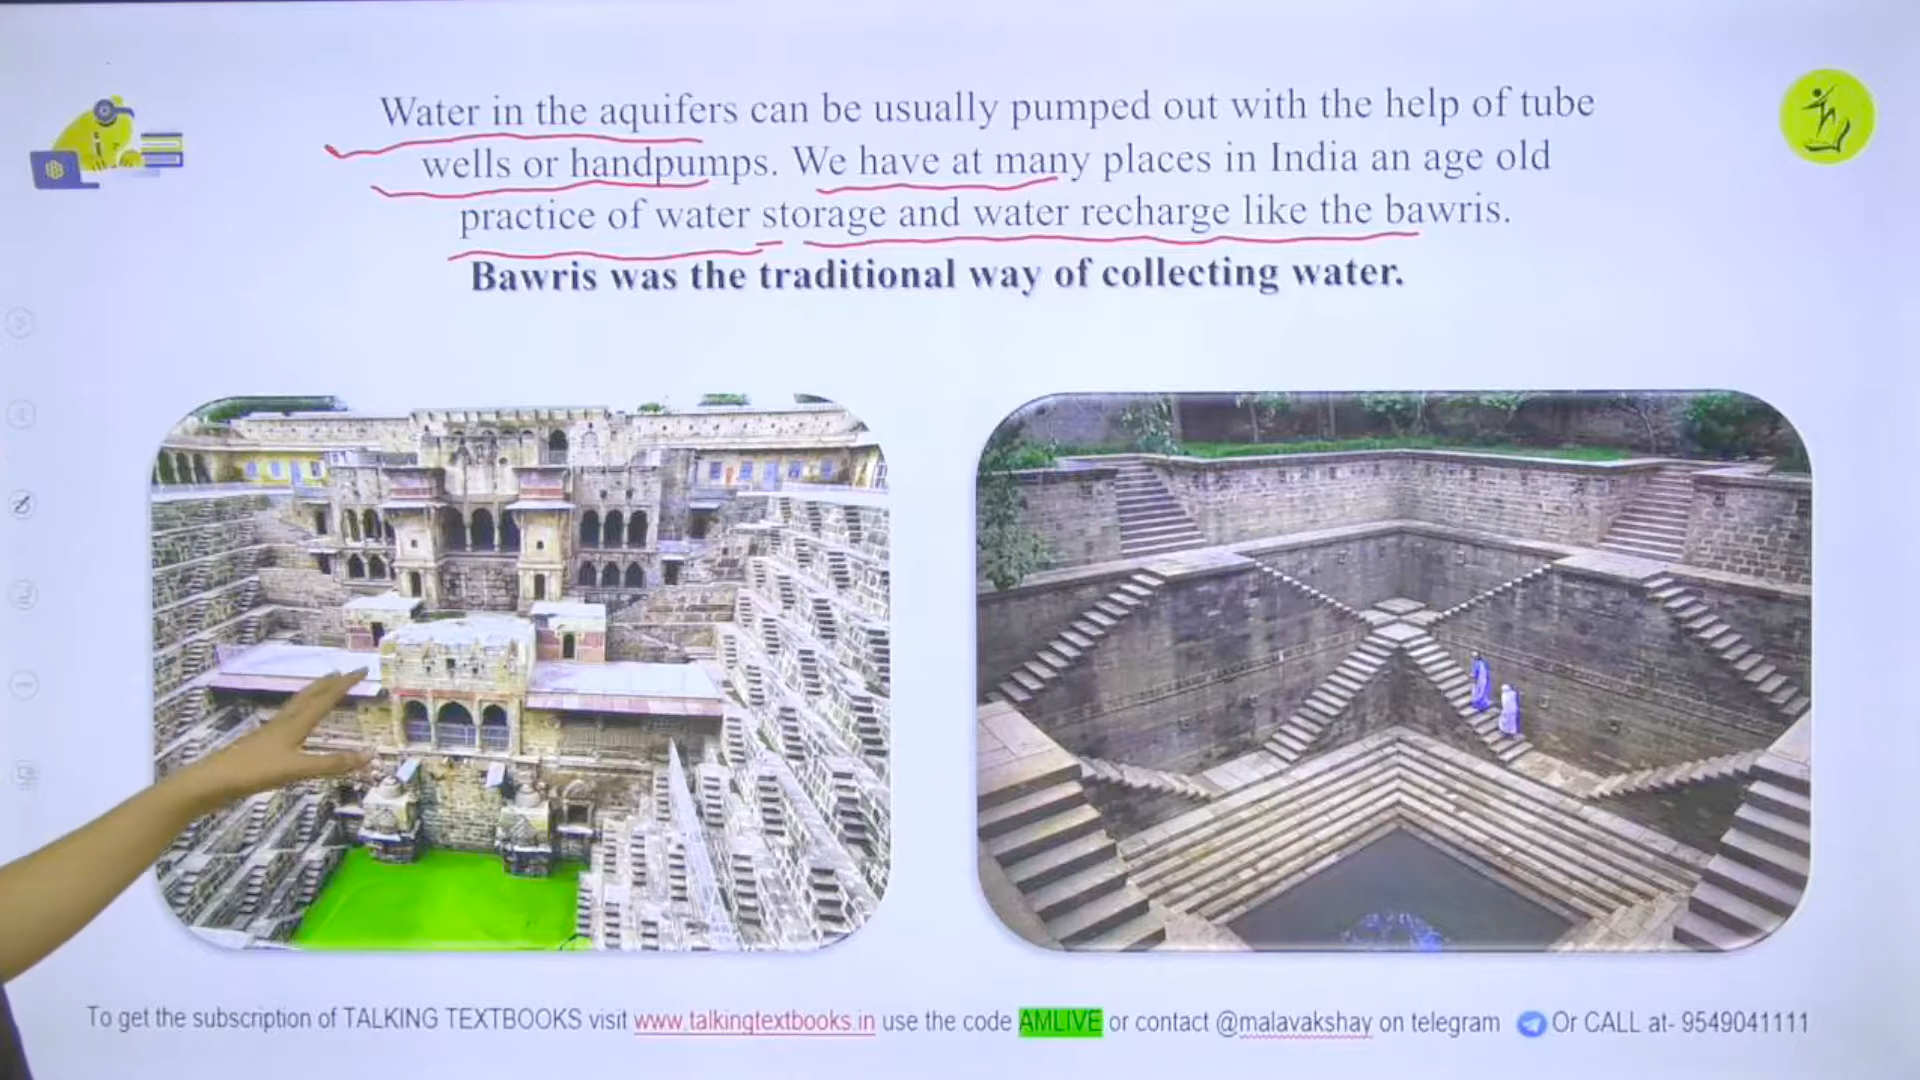 Water in the aquifers can be usually pumped out with the help of tube
wells or handpumps. We have at many places in India an age old
practice of water storage and water recharge like the bawris.
Bawris was the traditional way of collecting water.
To get the subscription of TALKING TEXTBOOKS visit www.talkingtextbooks.in use the code AMLIVE or contact @malavakshay on telegram Or CALL at- 9549041111